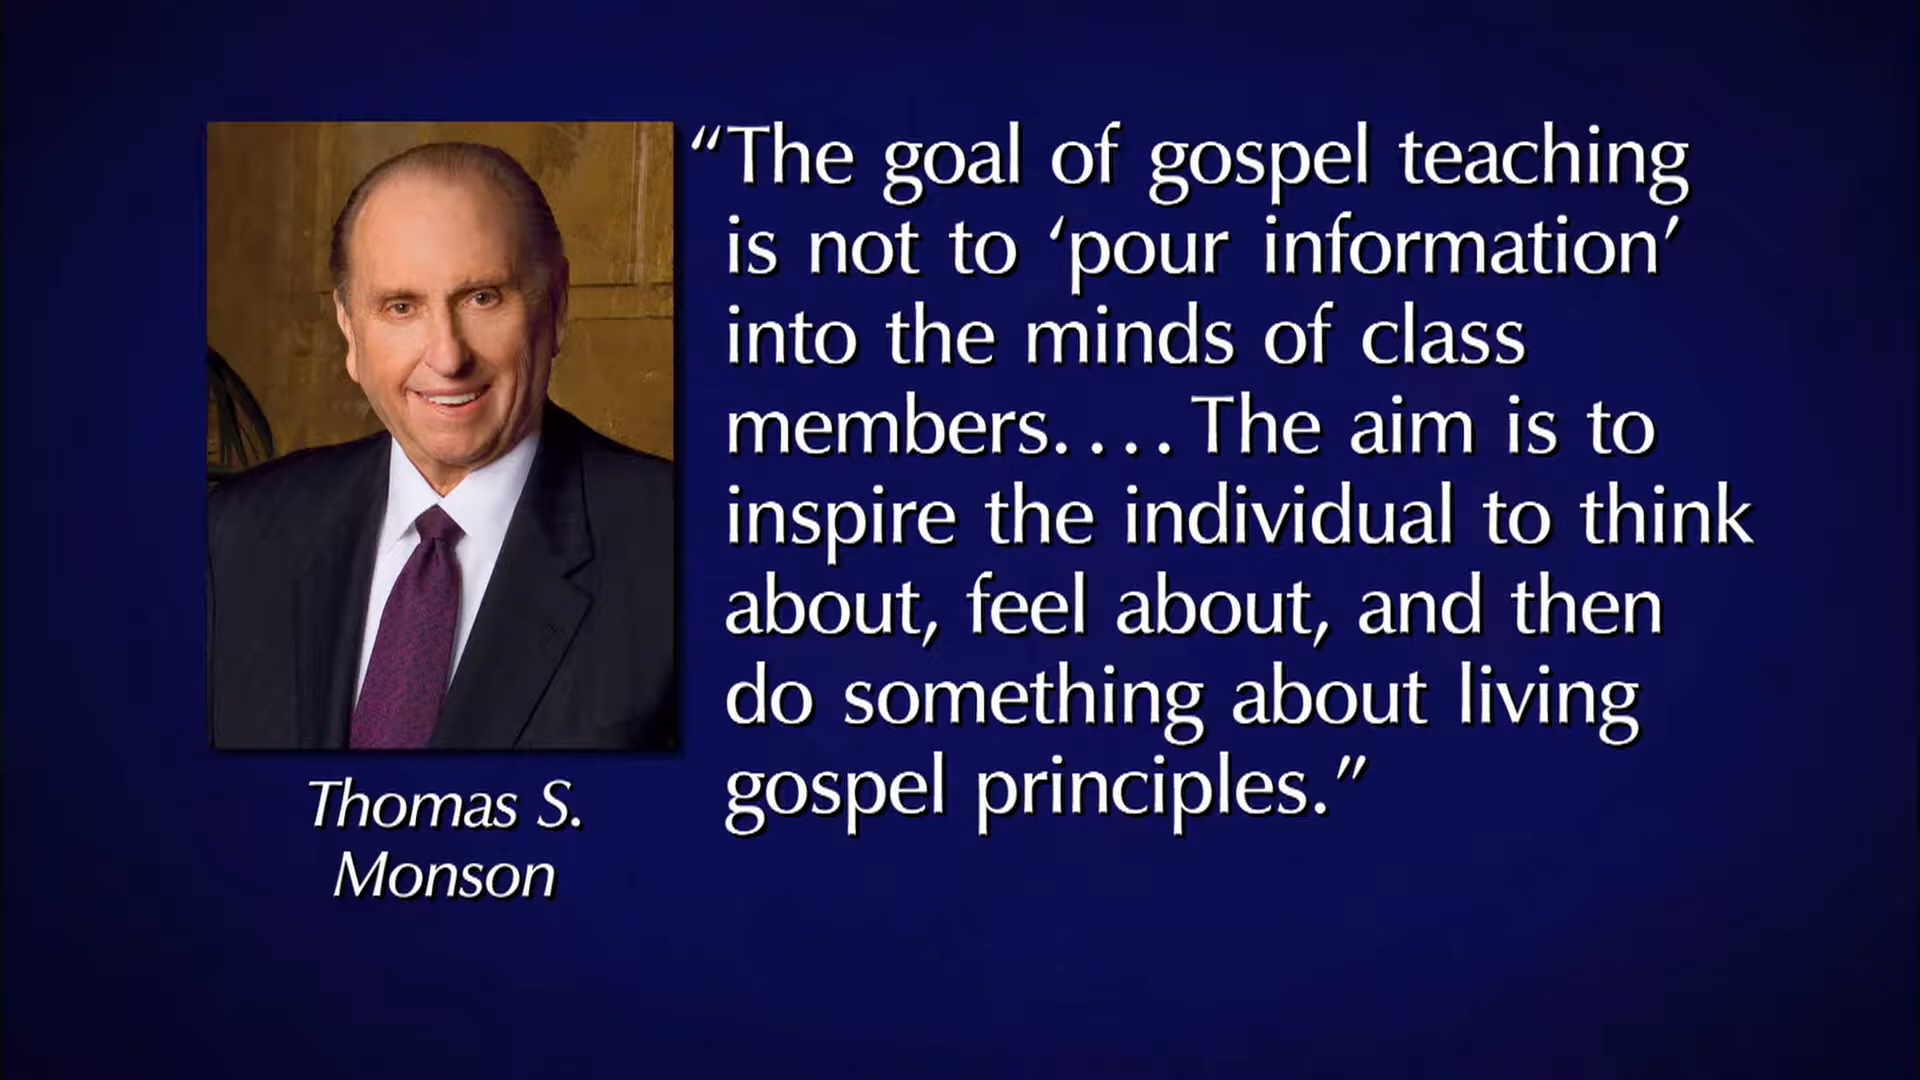 “The goal of gospel teaching
is not to ‘pour information’
into the minds of class
members. . . . The aim is to
inspire the individual to think
about, feel about, and then
do something about living
gospel principles.”
Thomas S.
Monson